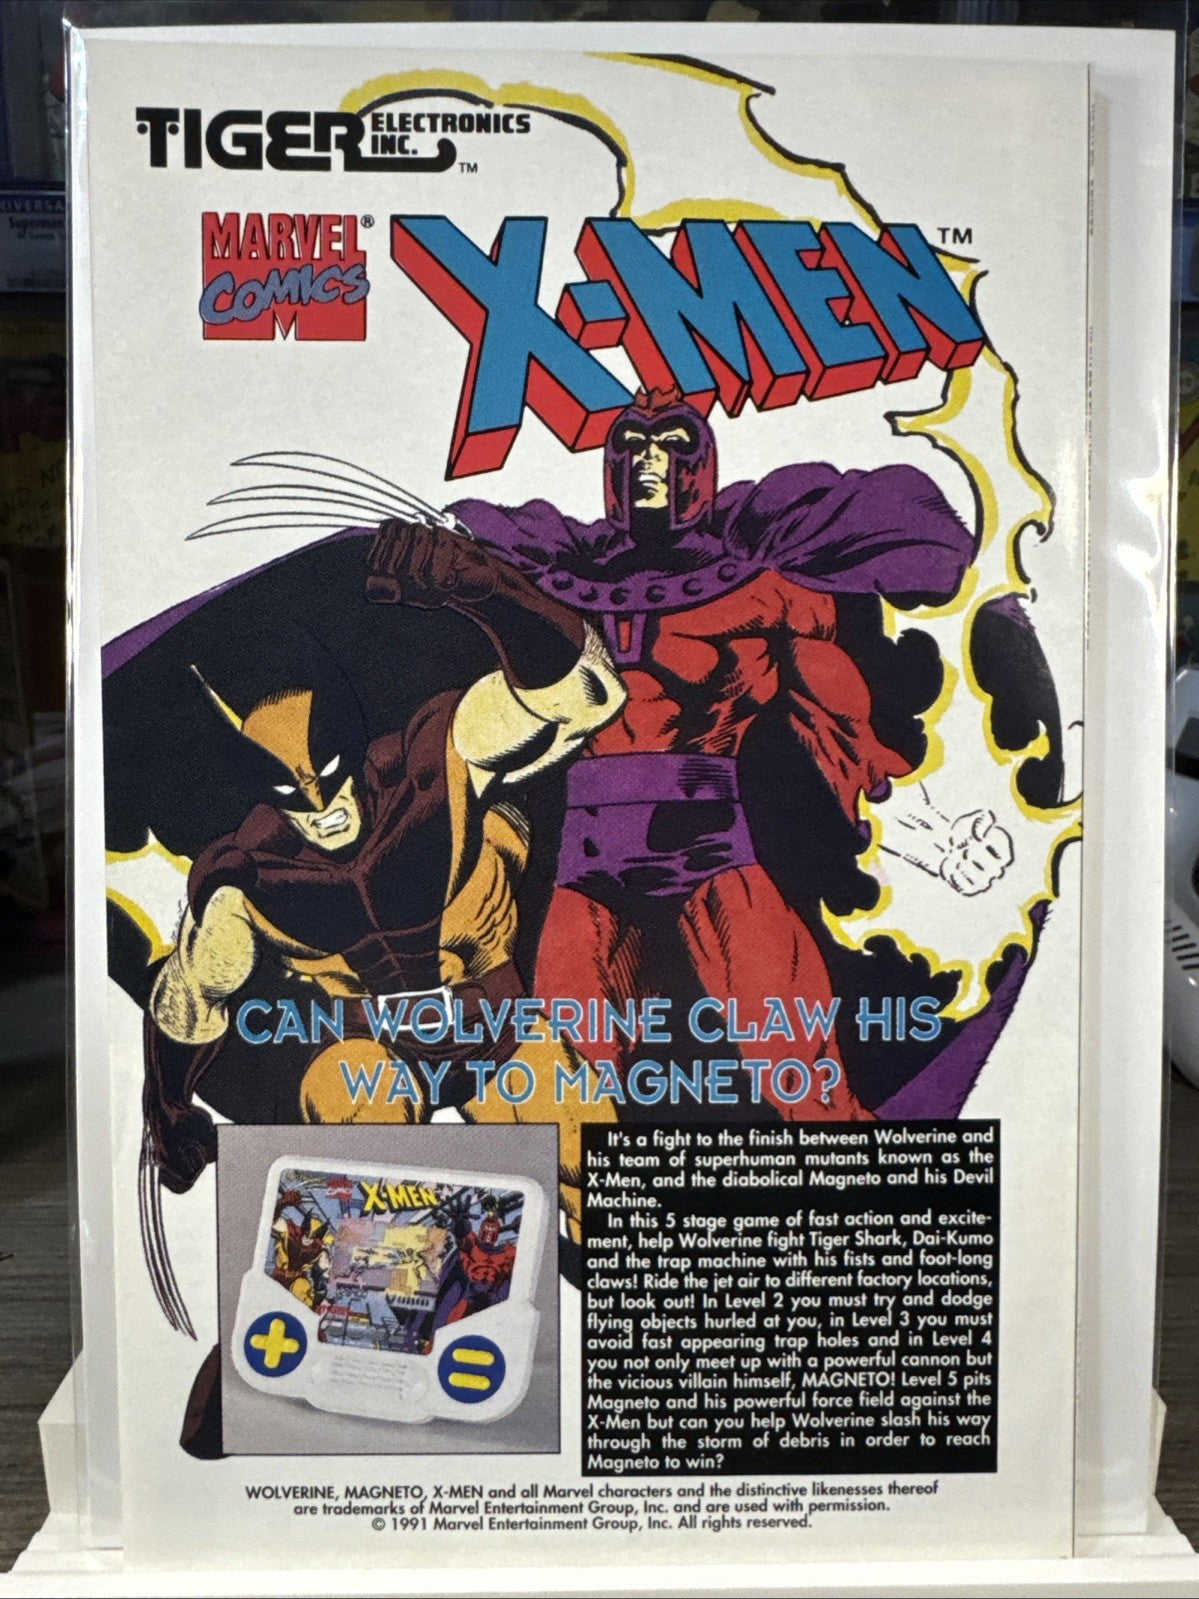 TIGER ELECTRONICS INC.™
MARVEL® COMICS
X-MEN™
CAN WOLVERINE CLAW HIS
WAY TO MAGNETO?
X-MEN
It's a fight to the finish between Wolverine and
his team of superhuman mutants known as the
X-Men, and the diabolical Magneto and his Devil
Machine.
In this 5 stage game of fast action and excite-
ment, help Wolverine fight Tiger Shark, Dai-Kumo
and the trap machine with his fists and foot-long
claws! Ride the jet air to different factory locations,
but look out! In Level 2 you must try and dodge
flying objects hurled at you, in Level 3 you must
avoid fast appearing trap holes and in Level 4
you not only meet up with a powerful cannon but
the vicious villain himself, MAGNETO! Level 5 pits
Magneto and his powerful force field against the
X-Men but can you help Wolverine slash his way
through the storm of debris in order to reach
Magneto to win?
WOLVERINE, MAGNETO, X-MEN and all Marvel characters and the distinctive likenesses thereof
are trademarks of Marvel Entertainment Group, Inc. and are used with permission.
© 1991 Marvel Entertainment Group, Inc. All rights reserved.